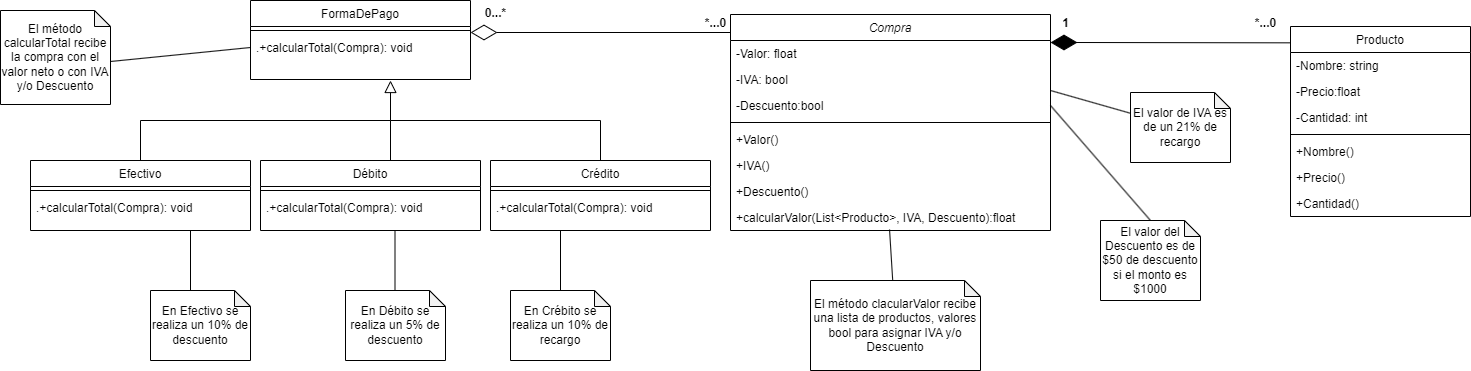 El método
calcularTotal recibe
la compra con el
valor neto o con IVA
y/o Descuento
FormaDePago
.+calcularTotal(Compra): void
0...*
*...0
Compra
-Valor: float
-IVA: bool
-Descuento:bool
+Valor()
+IVA()
+Descuento()
+calcularValor(List<Producto>, IVA, Descuento):float
1
*...0
Producto
-Nombre: string
-Precio:float
-Cantidad: int
+Nombre()
+Precio()
+Cantidad()
El valor de IVA es
de un 21% de
recargo
Efectivo
.+calcularTotal(Compra): void
Débito
.+calcularTotal(Compra): void
Crédito
.+calcularTotal(Compra): void
El valor del
Descuento es de
$50 de descuento
si el monto es
$1000
En Efectivo se
realiza un 10% de
descuento
En Débito se
realiza un 5% de
descuento
En Crébito se
realiza un 10% de
recargo
El método clacularValor recibe
una lista de productos, valores
bool para asignar IVA y/o
Descuento